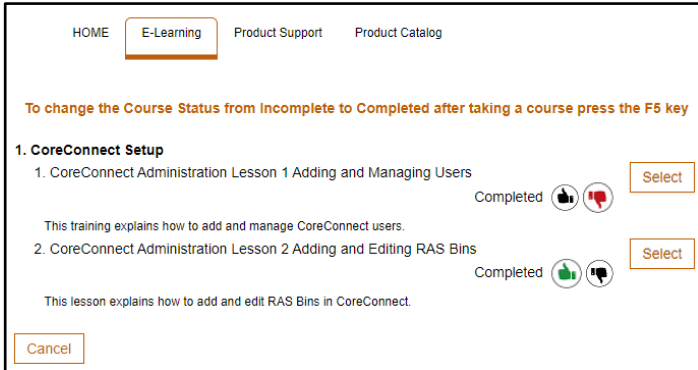 HOME E-Learning Product Support Product Catalog
To change the Course Status from Incomplete to Completed after taking a course press the F5 key
1. CoreConnect Setup
1. CoreConnect Administration Lesson 1 Adding and Managing Users
Select
Completed
This training explains how to add and manage CoreConnect users.
2. CoreConnect Administration Lesson 2 Adding and Editing RAS Bins
Select
Completed
This lesson explains how to add and edit RAS Bins in CoreConnect.
Cancel